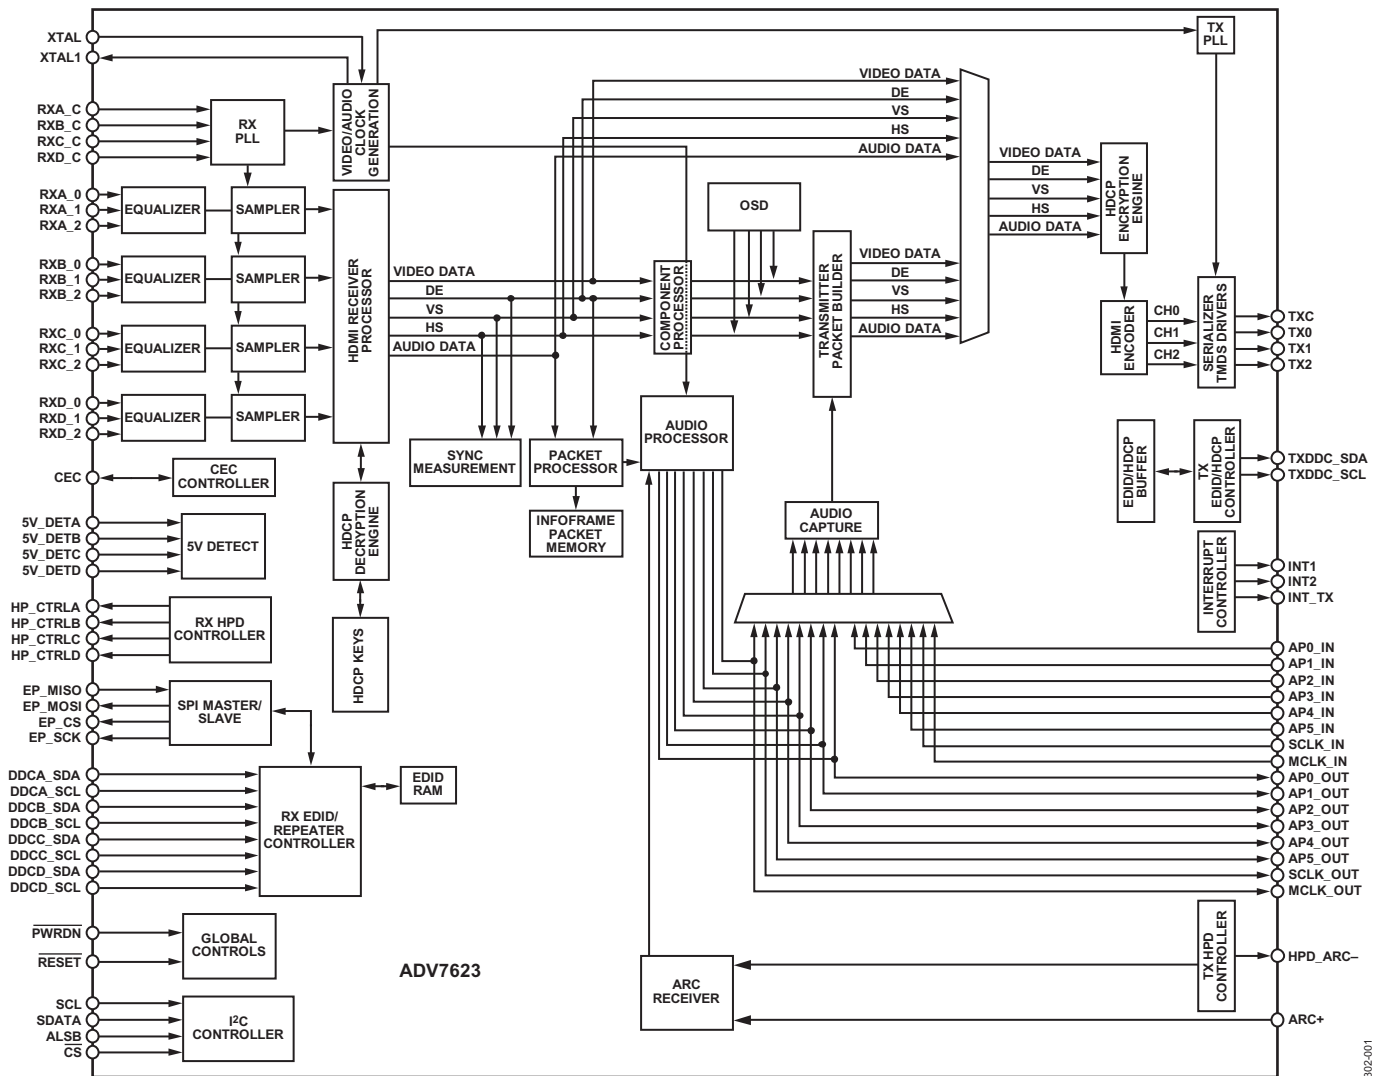 XTAL
XTAL1
RXA_C
RXB_C
RXC_C
RXD_C
RXA_0
RXA_1
RXA_2
RXB_0
RXB_1
RXB_2
RXC_0
RXC_1
RXC_2
RXD_0
RXD_1
RXD_2
CEC
5V_DETA
5V_DETB
5V_DETC
5V_DETD
HP_CTRLA
HP_CTRLB
HP_CTRLC
HP_CTRLD
EP_MISO
EP_MOSI
EP_CS
EP_SCK
DDCA_SDA
DDCA_SCL
DDCB_SDA
DDCB_SCL
DDCC_SDA
DDCC_SCL
DDCD_SDA
DDCD_SCL
PWRDN
RESET
SCL
SDATA
ALSB
CS
RX
PLL
EQUALIZER
SAMPLER
EQUALIZER
SAMPLER
EQUALIZER
SAMPLER
EQUALIZER
SAMPLER
CEC
CONTROLLER
5V DETECT
RX HPD
CONTROLLER
SPI MASTER/
SLAVE
RX EDID/
REPEATER
CONTROLLER
EDID
RAM
GLOBAL
CONTROLS
I2C
CONTROLLER
VIDEO/AUDIO
CLOCK
GENERATION
HDMI RECEIVER
PROCESSOR
HDCP
DECRYPTION
ENGINE
HDCP KEYS
VIDEO DATA
DE
VS
HS
AUDIO DATA
SYNC
MEASUREMENT
PACKET
PROCESSOR
INFOFRAME
PACKET
MEMORY
COMPONENT
PROCESSOR
OSD
AUDIO
PROCESSOR
TRANSMITTER
PACKET BUILDER
AUDIO
CAPTURE
ARC
RECEIVER
ADV7623
VIDEO DATA
DE
VS
HS
AUDIO DATA
VIDEO DATA
DE
VS
HS
AUDIO DATA
VIDEO DATA
DE
VS
HS
AUDIO DATA
HDCP
ENCRYPTION
ENGINE
HDMI
ENCODER
CH0
CH1
CH2
TX
PLL
SERIALIZER
TMDS DRIVERS
EDID/HDCP
BUFFER
TX
EDID/HDCP
CONTROLLER
INTERRUPT
CONTROLLER
TX HPD
CONTROLLER
TXC
TX0
TX1
TX2
TXDDC_SDA
TXDDC_SCL
INT1
INT2
INT_TX
AP0_IN
AP1_IN
AP2_IN
AP3_IN
AP4_IN
AP5_IN
SCLK_IN
MCLK_IN
AP0_OUT
AP1_OUT
AP2_OUT
AP3_OUT
AP4_OUT
AP5_OUT
SCLK_OUT
MCLK_OUT
HPD_ARC–
ARC+